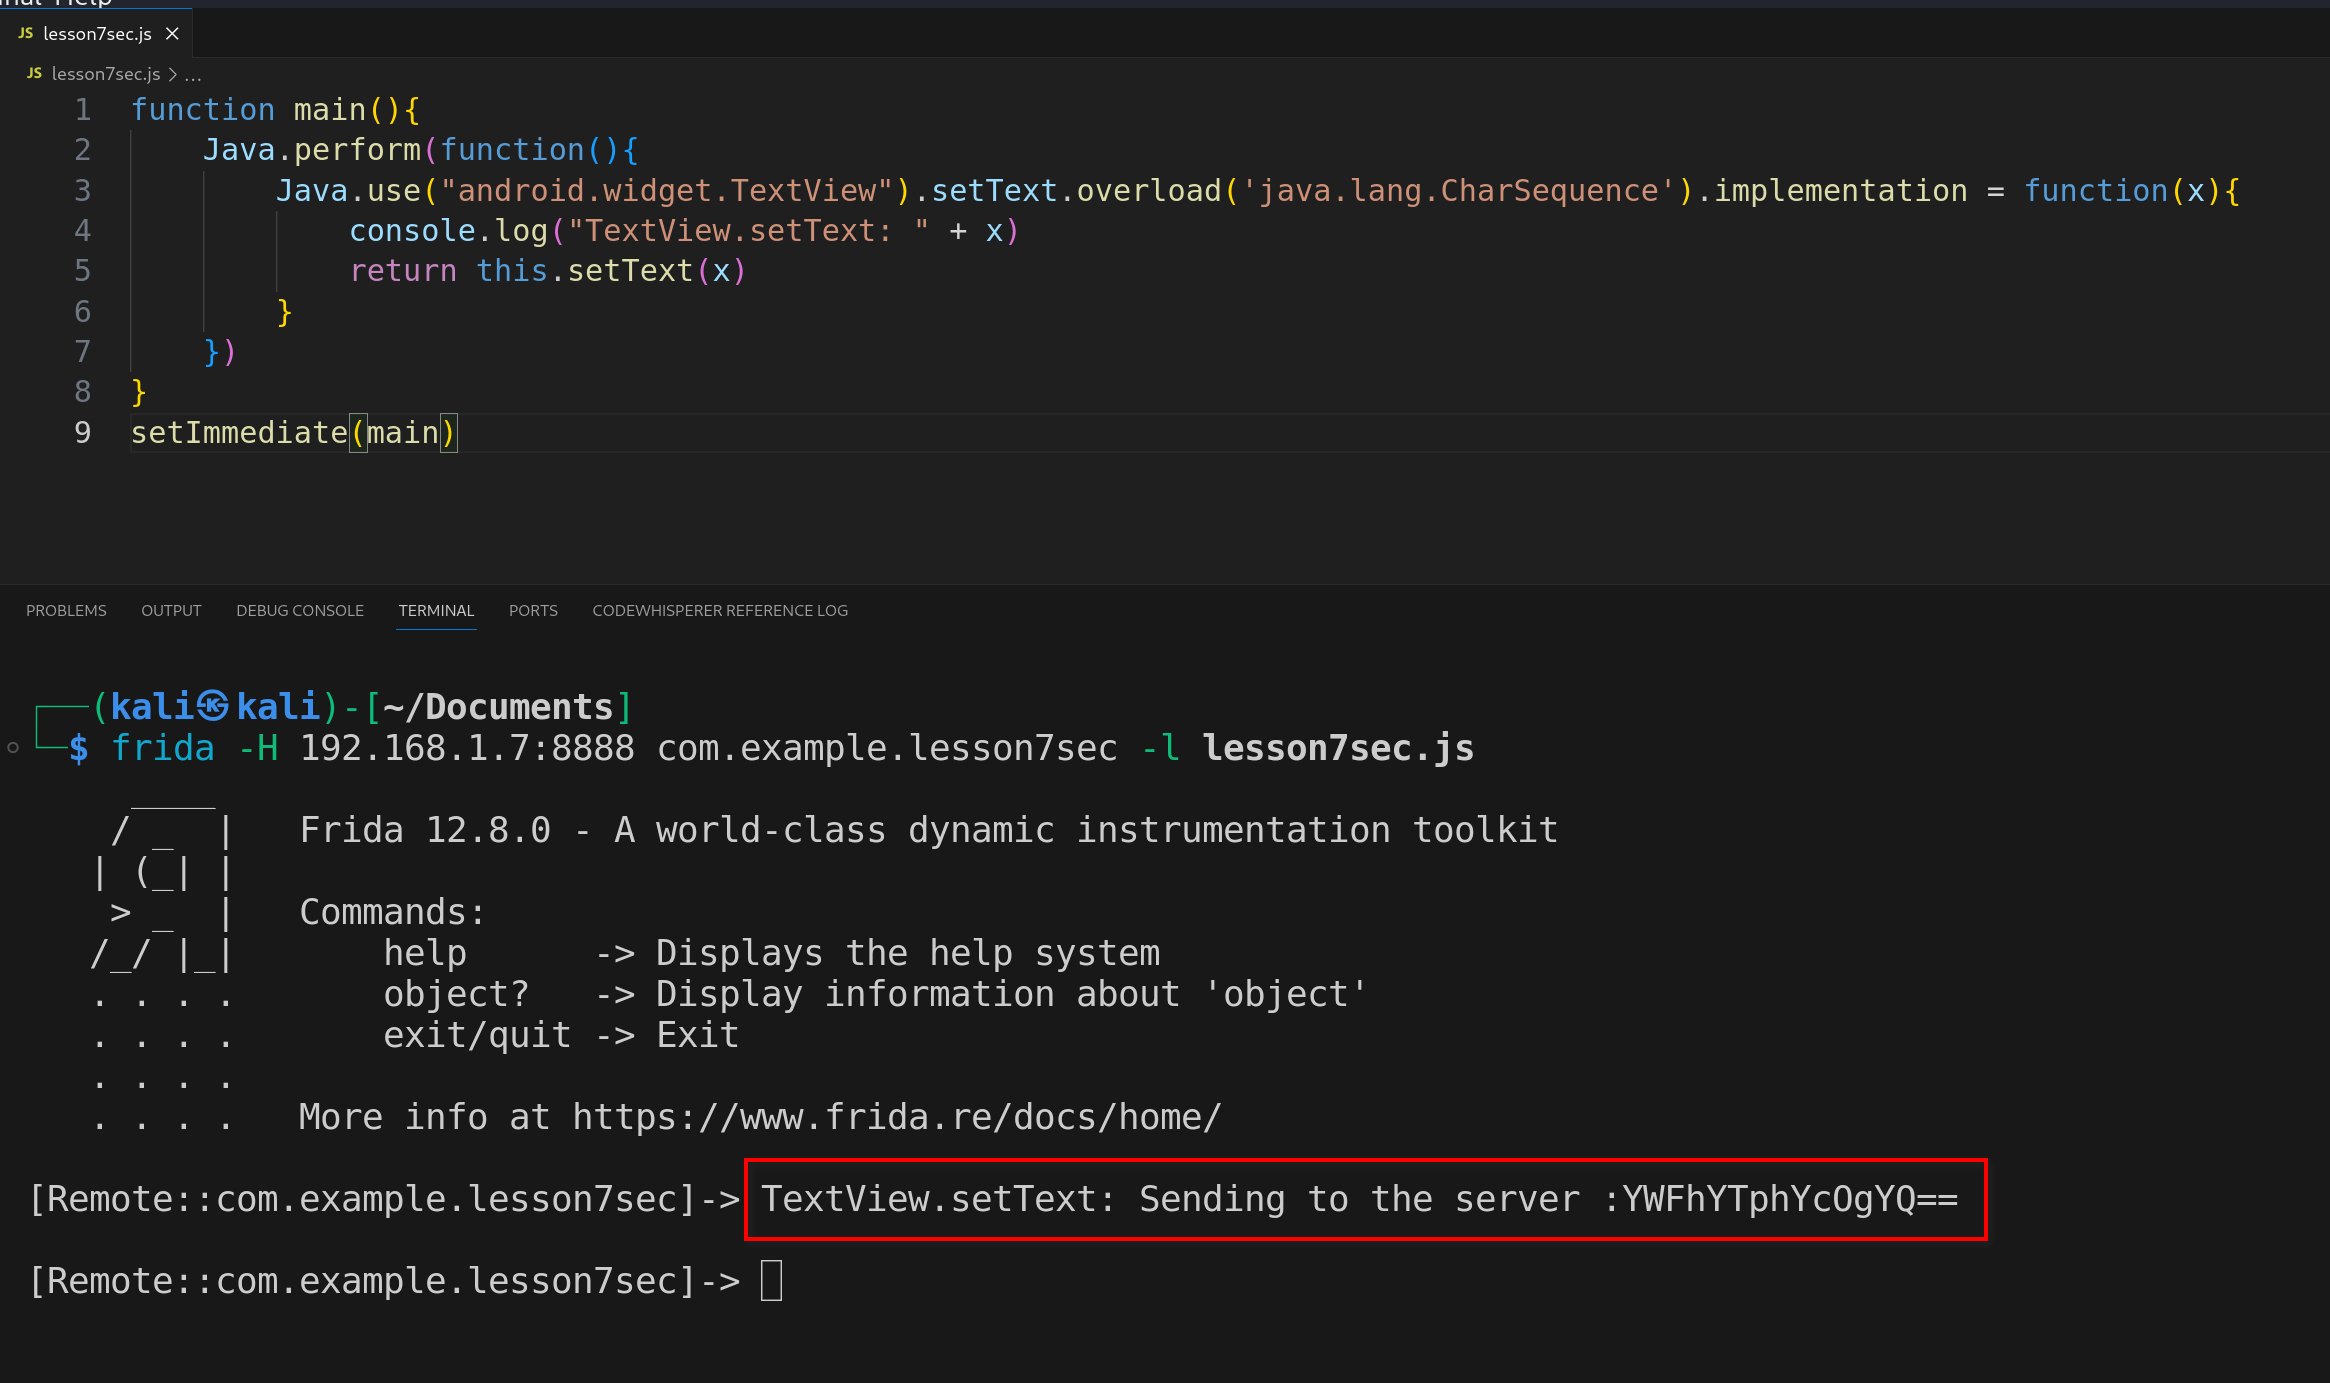 lesson7sec.js
JS lesson7sec.js > ...
1 function main(){
2     Java.perform(function(){
3         Java.use("android.widget.TextView").setText.overload('java.lang.CharSequence').implementation = function(x){
4             console.log("TextView.setText: " + x)
5             return this.setText(x)
6         }
7     })
8 }
9 setImmediate(main)
PROBLEMS OUTPUT DEBUG CONSOLE TERMINAL PORTS CODEWHISPERER REFERENCE LOG
┌──(kali㉿kali)-[~/Documents]
└─$ frida -H 192.168.1.7:8888 com.example.lesson7sec -l lesson7sec.js
     ____
    / _  |   Frida 12.8.0 - A world-class dynamic instrumentation toolkit
   | (_| |
    > _  |   Commands:
   /_/ |_|       help      -> Displays the help system
   . . . .       object?   -> Display information about 'object'
   . . . .       exit/quit -> Exit
   . . . .
   . . . .   More info at https://www.frida.re/docs/home/
[Remote::com.example.lesson7sec]-> TextView.setText: Sending to the server :YWFhYTphYcOgYQ==
[Remote::com.example.lesson7sec]->